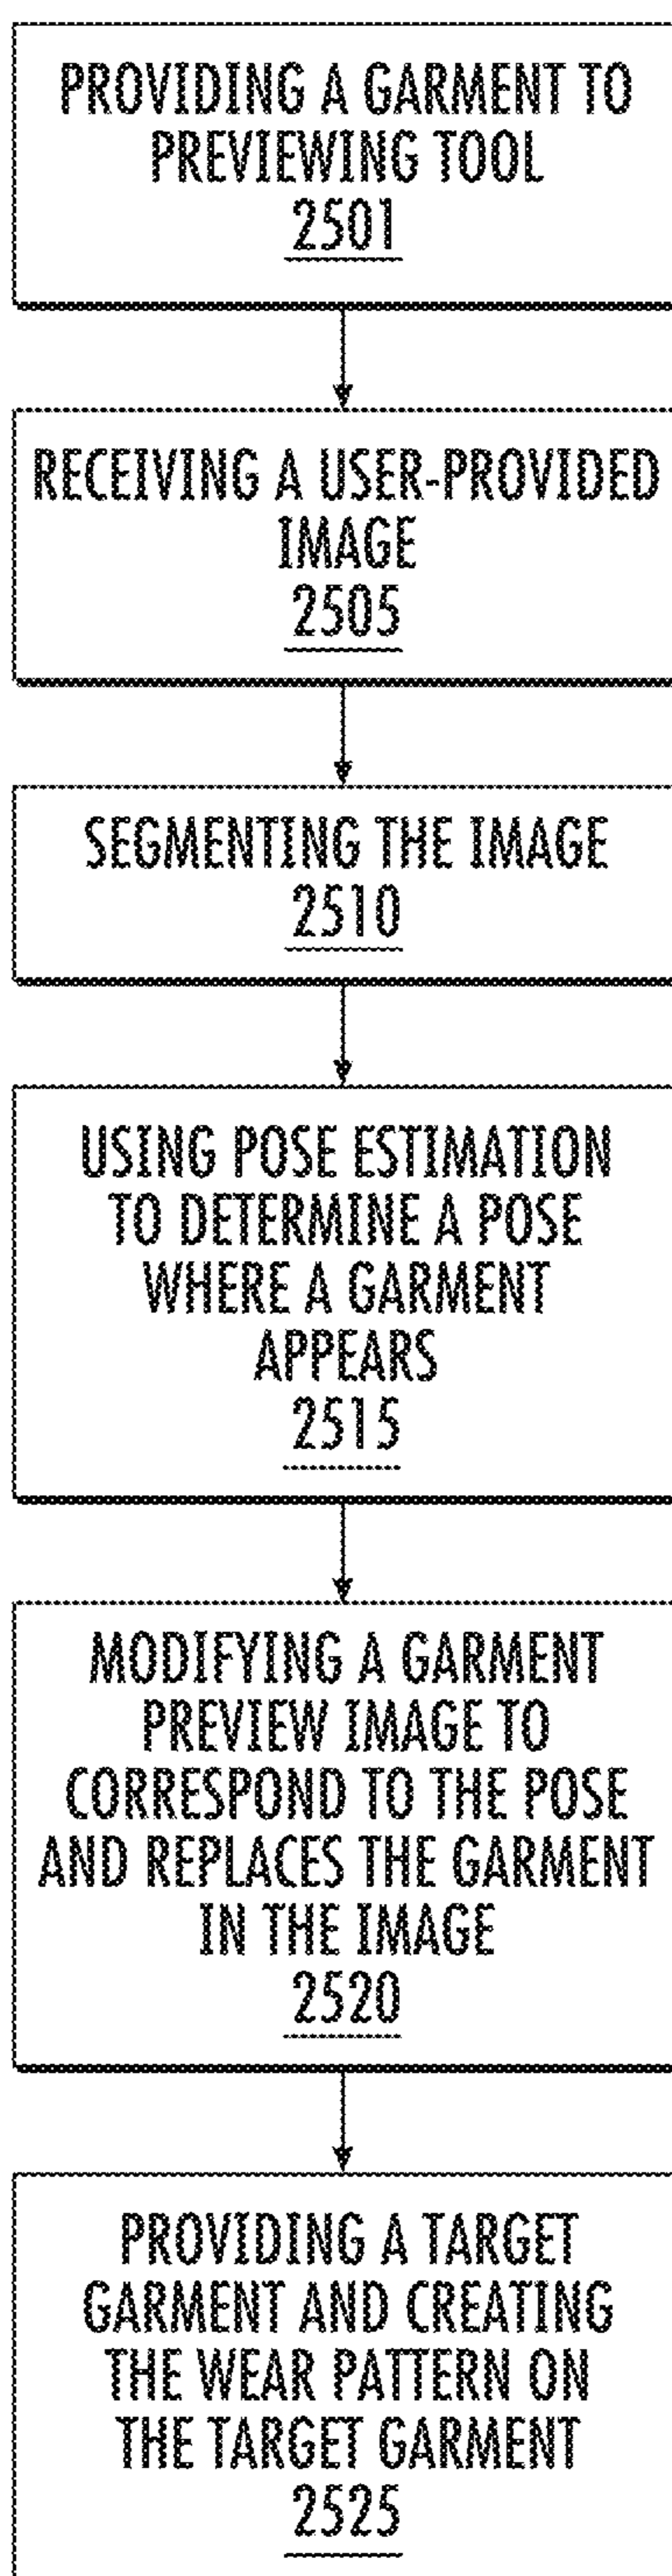 PROVIDING A GARMENT TO
PREVIEWING TOOL
2501
RECEIVING A USER-PROVIDED
IMAGE
2505
SEGMENTING THE IMAGE
2510
USING POSE ESTIMATION
TO DETERMINE A POSE
WHERE A GARMENT
APPEARS
2515
MODIFYING A GARMENT
PREVIEW IMAGE TO
CORRESPOND TO THE POSE
AND REPLACES THE GARMENT
IN THE IMAGE
2520
PROVIDING A TARGET
GARMENT AND CREATING
THE WEAR PATTERN ON
THE TARGET GARMENT
2525